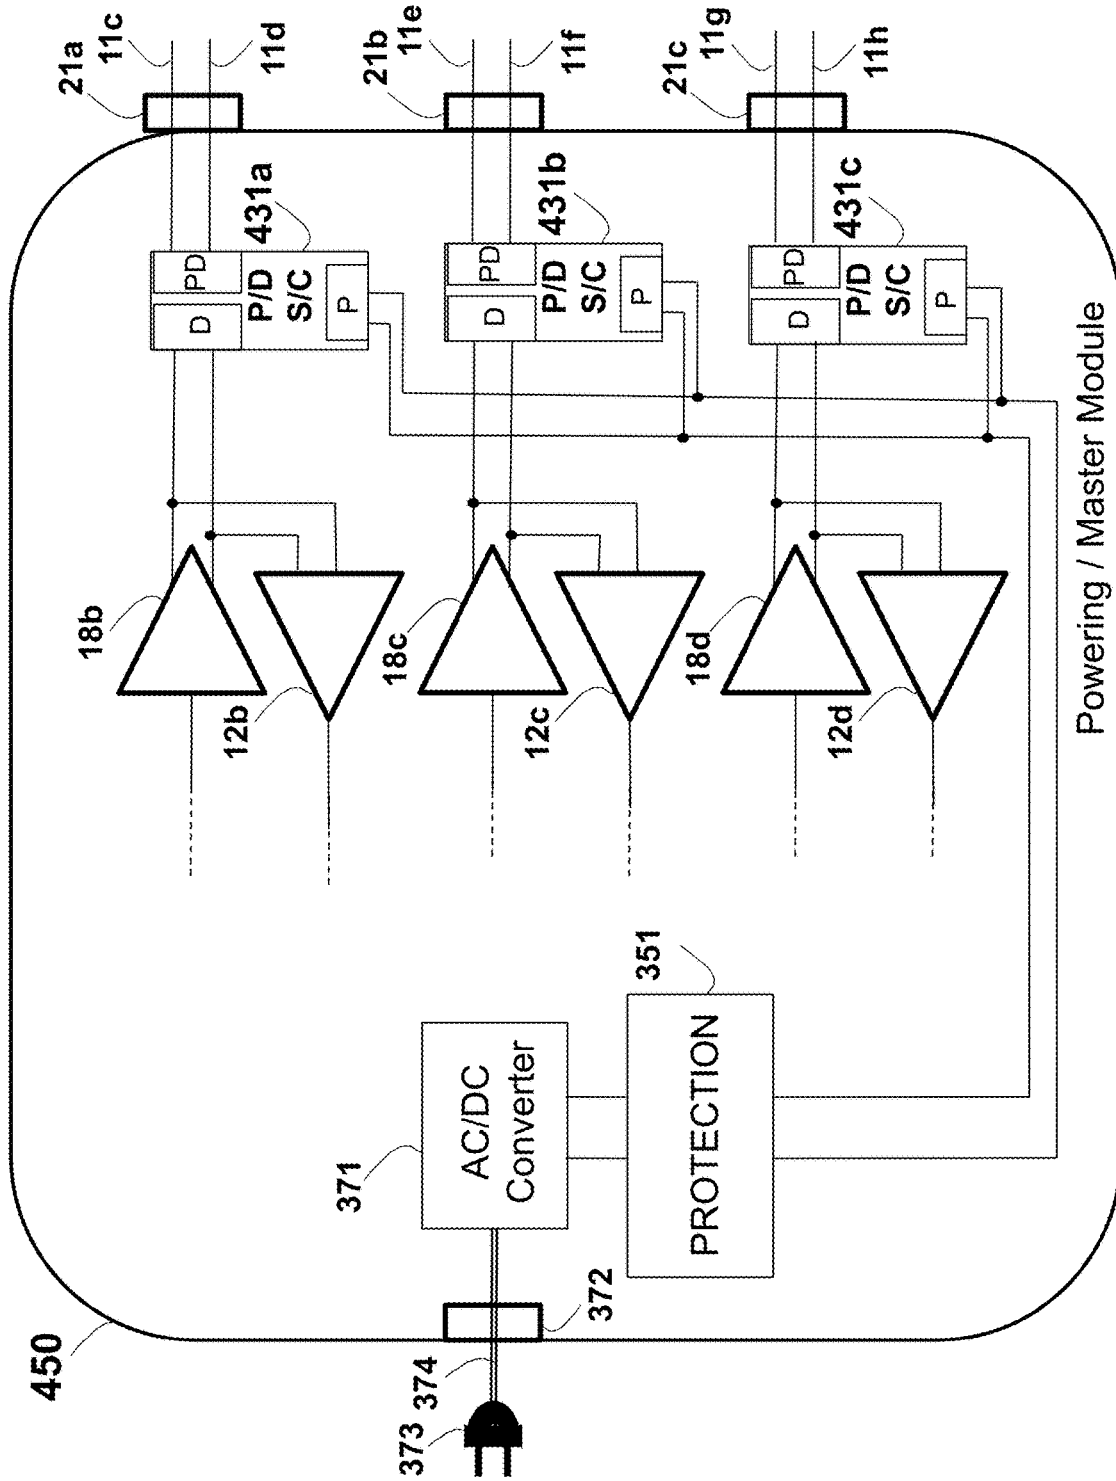 450
373
374
372
371
AC/DC
Converter
PROTECTION
351
18b
12b
18c
12c
18d
12d
D
PD
P/D
S/C
P
431a
D
PD
P/D
S/C
P
431b
D
PD
P/D
S/C
P
431c
21a
11c
11d
21b
11e
11f
21c
11g
11h
Powering / Master Module